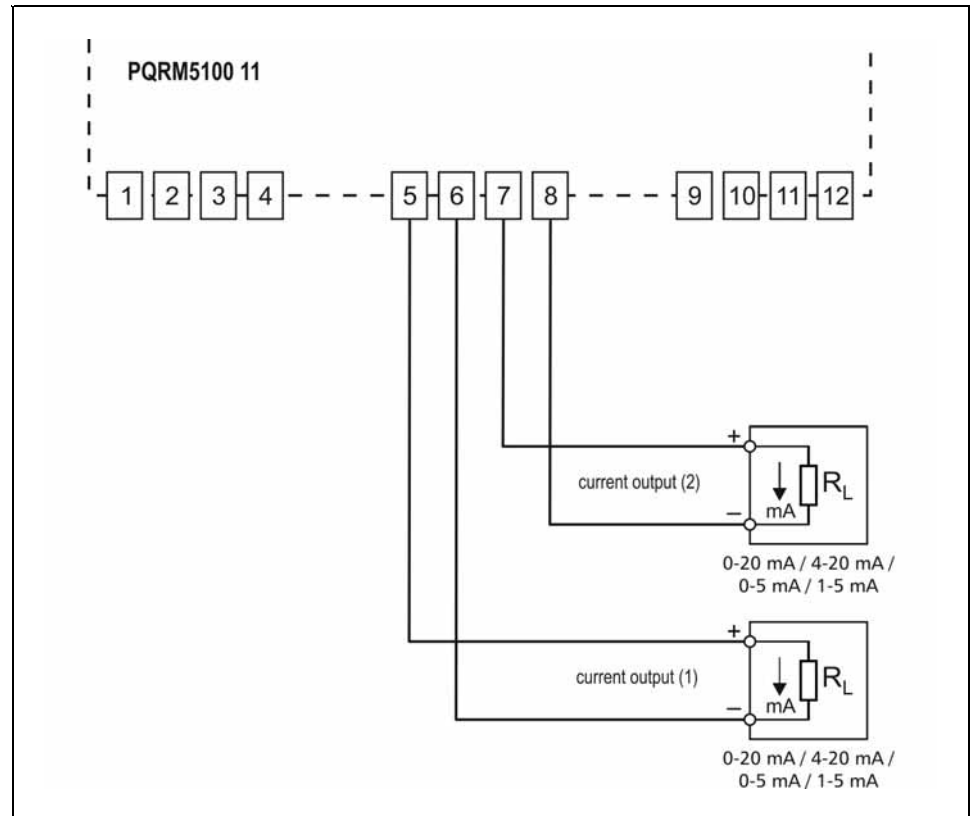 PQRM5100 11
1 2 3 4 5 6 7 8 9 10 11 12
+
current output (2)
mA
RL
–
0-20 mA / 4-20 mA /
0-5 mA / 1-5 mA
+
current output (1)
mA
RL
–
0-20 mA / 4-20 mA /
0-5 mA / 1-5 mA